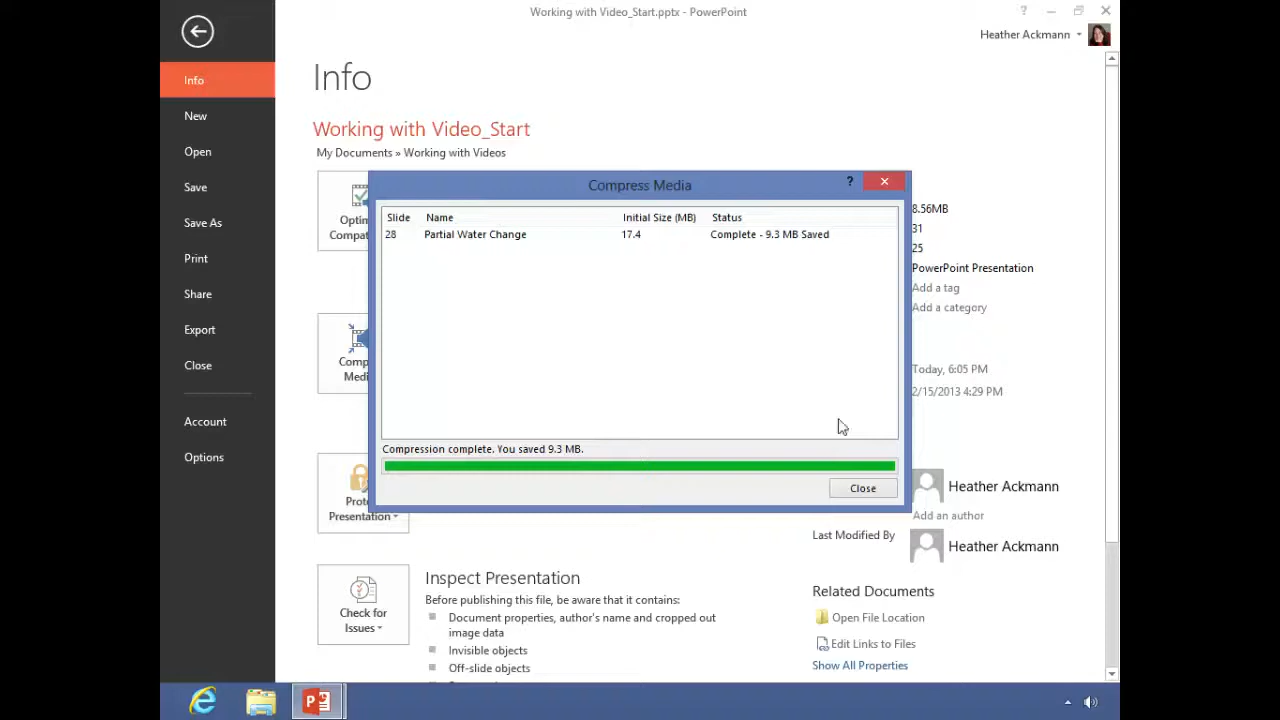 Working with Video_Start.pptx - PowerPoint
?
Heather Ackmann
Info
New
Open
Save
Save As
Print
Share
Export
Close
Account
Options
Info
Working with Video_Start
My Documents » Working with Videos
Optim
Compat
Comp
Medi
Prote
Presentation
Check for
Issues
Compress Media
?
Slide Name Initial Size (MB) Status
28 Partial Water Change 17.4 Complete - 9.3 MB Saved
Compression complete. You saved 9.3 MB.
Close
8.56MB
31
25
PowerPoint Presentation
Add a tag
Add a category
Today, 6:05 PM
2/15/2013 4:29 PM
Heather Ackmann
Add an author
Last Modified By
Heather Ackmann
Inspect Presentation
Before publishing this file, be aware that it contains:
Document properties, author's name and cropped out
image data
Invisible objects
Off-slide objects
Related Documents
Open File Location
Edit Links to Files
Show All Properties